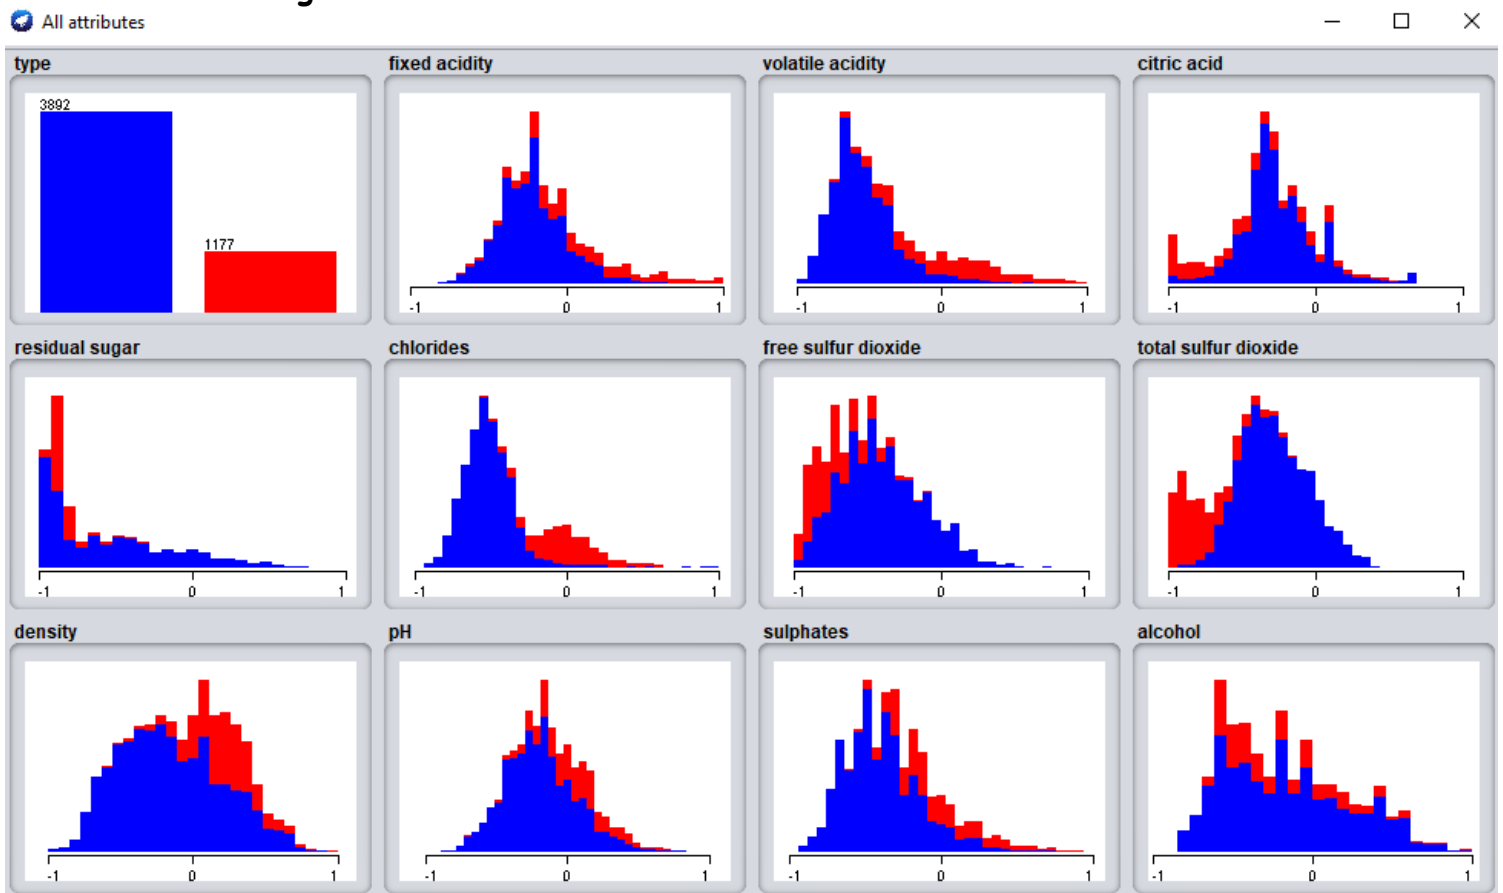 All attributes
type fixed acidity volatile acidity citric acid
3892
1177
-1 0 1 -1 0 1 -1 0 1
residual sugar chlorides free sulfur dioxide total sulfur dioxide
-1 0 1 -1 0 1 -1 0 1 -1 0 1
density pH sulphates alcohol
-1 0 1 -1 0 1 -1 0 1 -1 0 1